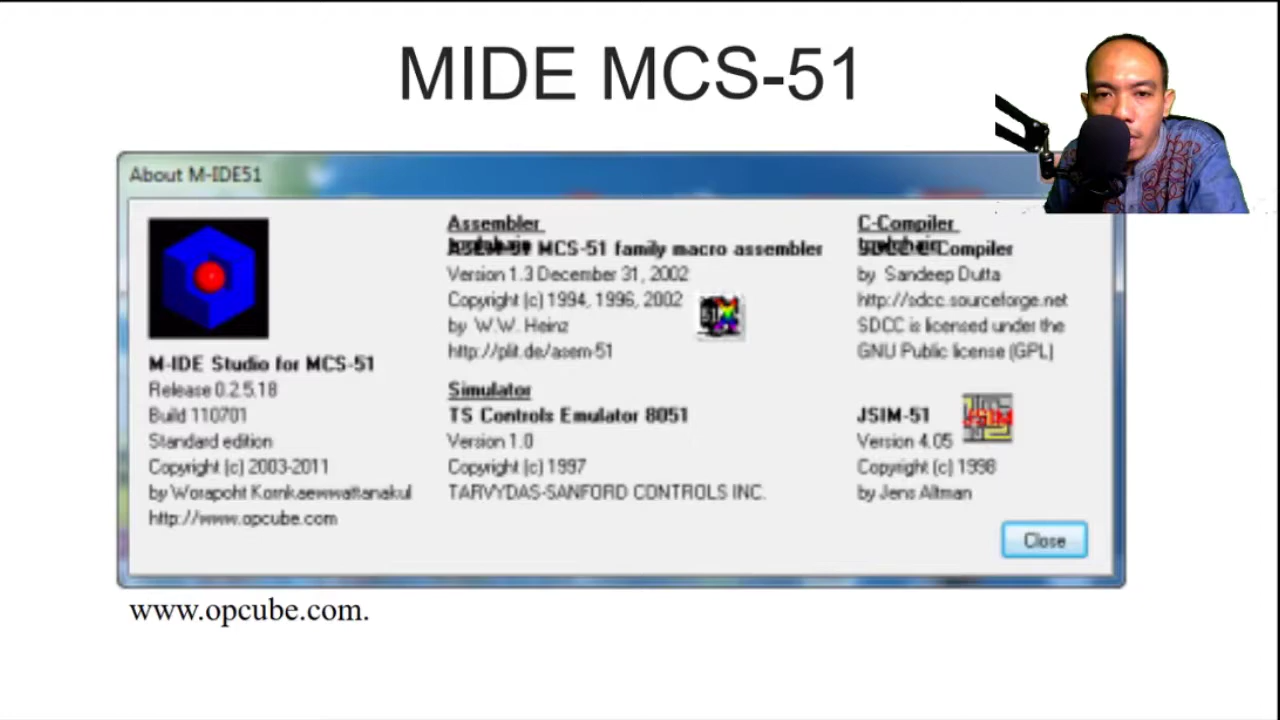 MIDE MCS-51
About M-IDE51
M-IDE Studio for MCS-51
Release 0.2.5.18
Build 110701
Standard edition
Copyright (c) 2003-2011
by Worapoht Kornkaewwattanakul
http://www.opcube.com
Assembler
MCS-51 family macro assembler
Version 1.3 December 31, 2002
Copyright (c) 1994, 1996, 2002
by W.W. Heinz
http://plit.de/asem-51
Simulator
TS Controls Emulator 8051
Version 1.0
Copyright (c) 1997
TARVYDAS-SANFORD CONTROLS INC.
C-Compiler
Compiler
by Sandeep Dutta
http://sdcc.sourceforge.net
SDCC is licensed under the
GNU Public license (GPL)
JSIM-51
Version 4.05
Copyright (c) 1998
by Jens Altman
JSIM
Close
www.opcube.com.